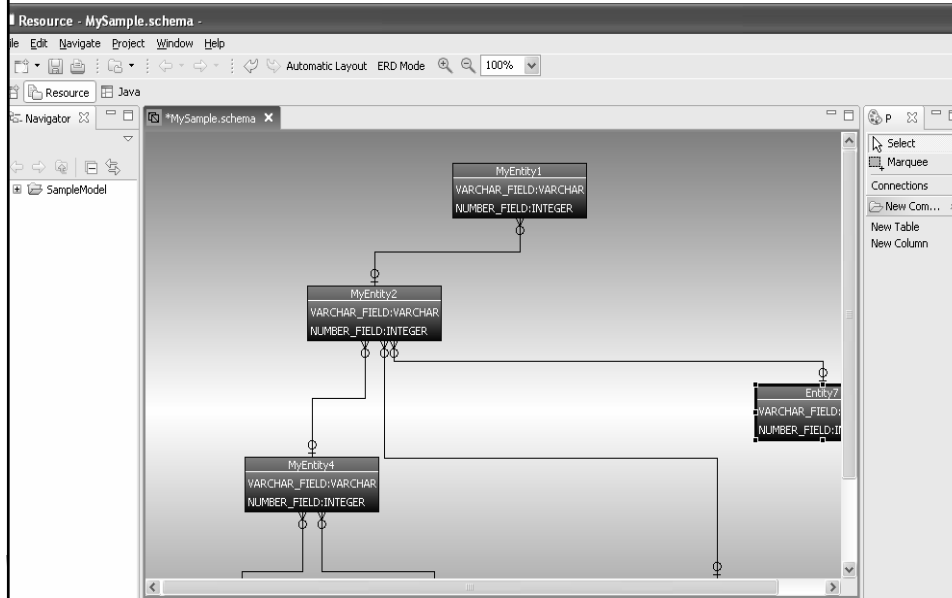 Resource - MySample.schema -
ile Edit Navigate Project Window Help
Automatic Layout ERD Mode 100%
Resource Java
Navigator
*MySample.schema
P
SampleModel
Select
Marquee
Connections
New Com...
New Table
New Column
MyEntity1
VARCHAR_FIELD:VARCHAR
NUMBER_FIELD:INTEGER
MyEntity2
VARCHAR_FIELD:VARCHAR
NUMBER_FIELD:INTEGER
Entity7
VARCHAR_FIELD:
NUMBER_FIELD:I
MyEntity4
VARCHAR_FIELD:VARCHAR
NUMBER_FIELD:INTEGER